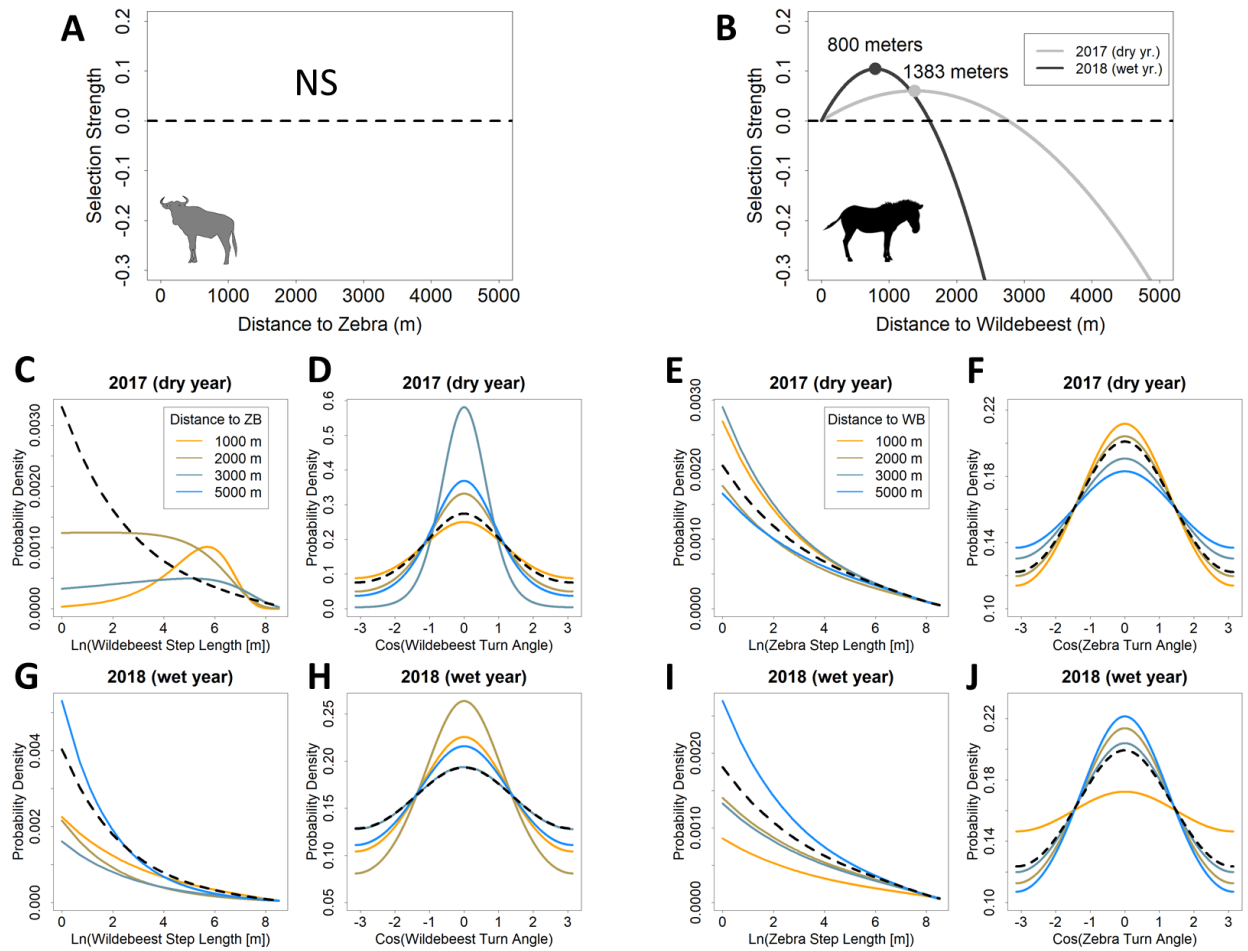 A
NS
Selection Strength
0.2
0.1
0.0
-0.1
-0.2
-0.3
0 1000 2000 3000 4000 5000
Distance to Zebra (m)
B
800 meters
1383 meters
2017 (dry yr.)
2018 (wet yr.)
Selection Strength
0.2
0.1
0.0
-0.1
-0.2
-0.3
0 1000 2000 3000 4000 5000
Distance to Wildebeest (m)
C
2017 (dry year)
Distance to ZB
1000 m
2000 m
3000 m
5000 m
Probability Density
0.0030
0.0020
0.0010
0.0000
0 2 4 6 8
Ln(Wildebeest Step Length [m])
D
2017 (dry year)
Probability Density
0.6
0.5
0.4
0.3
0.2
0.1
0.0
-3 -2 -1 0 1 2 3
Cos(Wildebeest Turn Angle)
E
2017 (dry year)
Distance to WB
1000 m
2000 m
3000 m
5000 m
Probability Density
0.0030
0.0020
0.0010
0.0000
0 2 4 6 8
Ln(Zebra Step Length [m])
F
2017 (dry year)
Probability Density
0.22
0.18
0.14
0.10
-3 -2 -1 0 1 2 3
Cos(Zebra Turn Angle)
G
2018 (wet year)
Probability Density
0.004
0.002
0.000
0 2 4 6 8
Ln(Wildebeest Step Length [m])
H
2018 (wet year)
Probability Density
0.25
0.20
0.15
0.10
0.05
-3 -2 -1 0 1 2 3
Cos(Wildebeest Turn Angle)
I
2018 (wet year)
Probability Density
0.0020
0.0010
0.0000
0 2 4 6 8
Ln(Zebra Step Length [m])
J
2018 (wet year)
Probability Density
0.22
0.18
0.14
0.10
-3 -2 -1 0 1 2 3
Cos(Zebra Turn Angle)